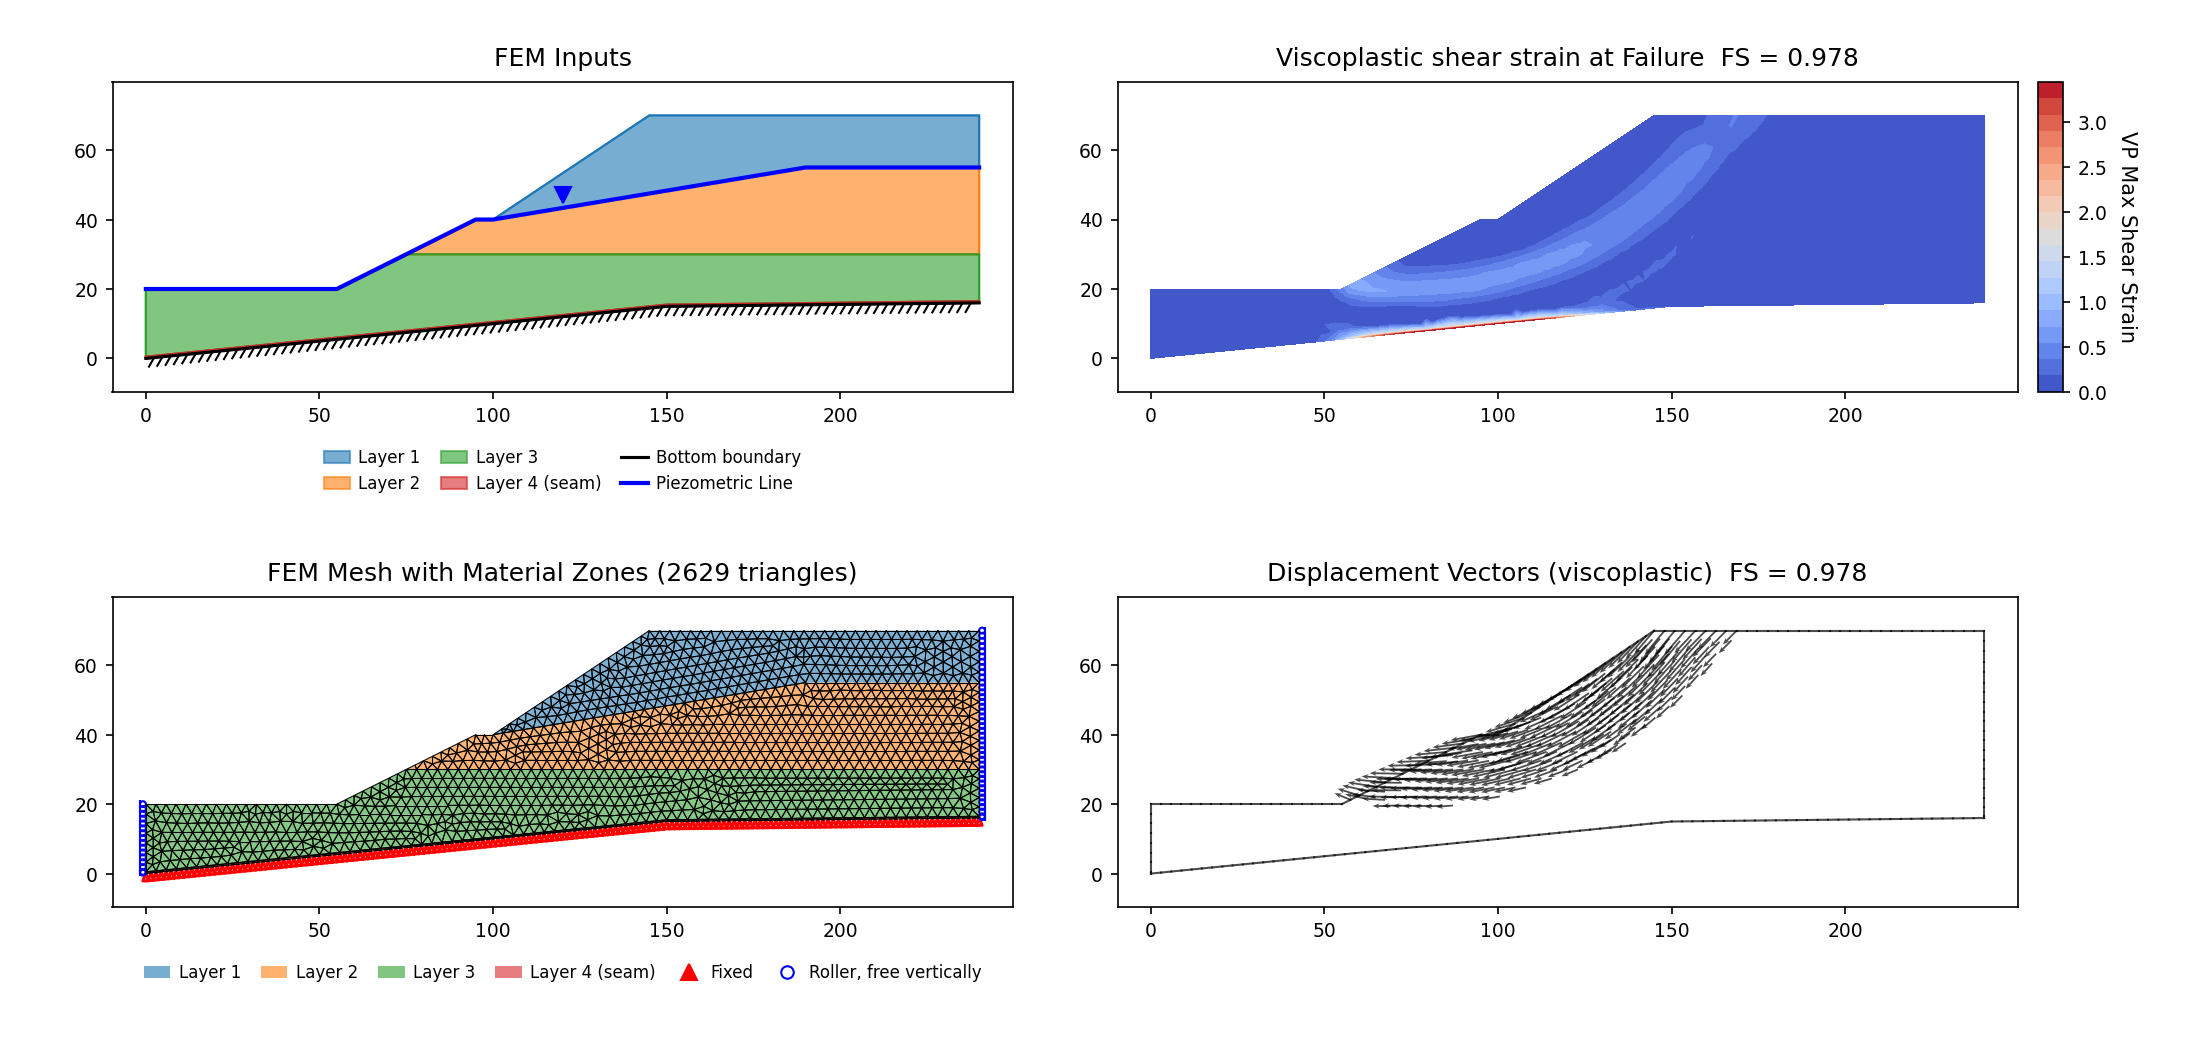 FEM Inputs
60
40
20
0
0 50 100 150 200
Layer 1 Layer 3 Bottom boundary
Layer 2 Layer 4 (seam) Piezometric Line
Viscoplastic shear strain at Failure FS = 0.978
60
40
20
0
0 50 100 150 200
3.0
2.5
2.0
1.5
1.0
0.5
0.0
VP Max Shear Strain
FEM Mesh with Material Zones (2629 triangles)
60
40
20
0
0 50 100 150 200
Layer 1 Layer 2 Layer 3 Layer 4 (seam) Fixed Roller, free vertically
Displacement Vectors (viscoplastic) FS = 0.978
60
40
20
0
0 50 100 150 200